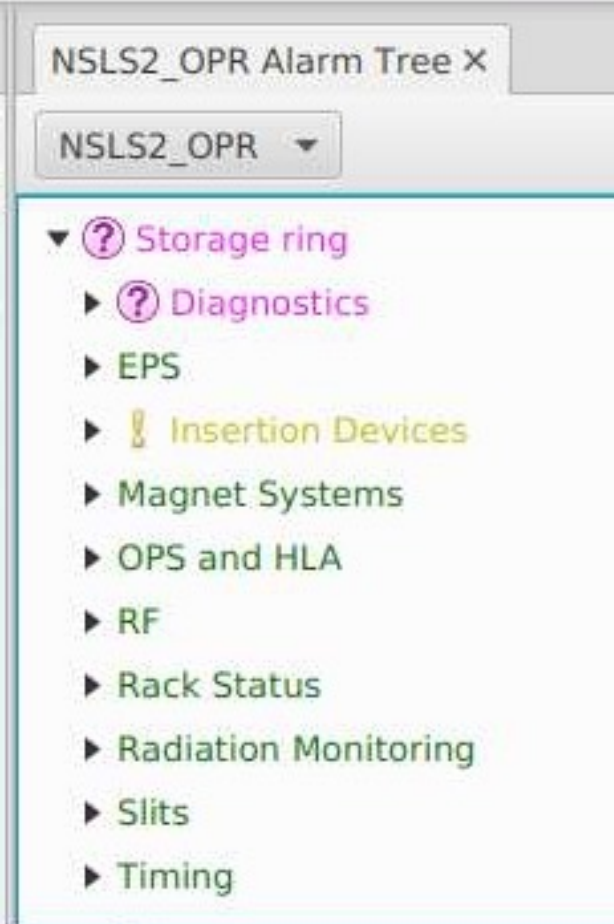 NSLS2_OPR Alarm Tree ×
NSLS2_OPR
Storage ring
Diagnostics
EPS
Insertion Devices
Magnet Systems
OPS and HLA
RF
Rack Status
Radiation Monitoring
Slits
Timing